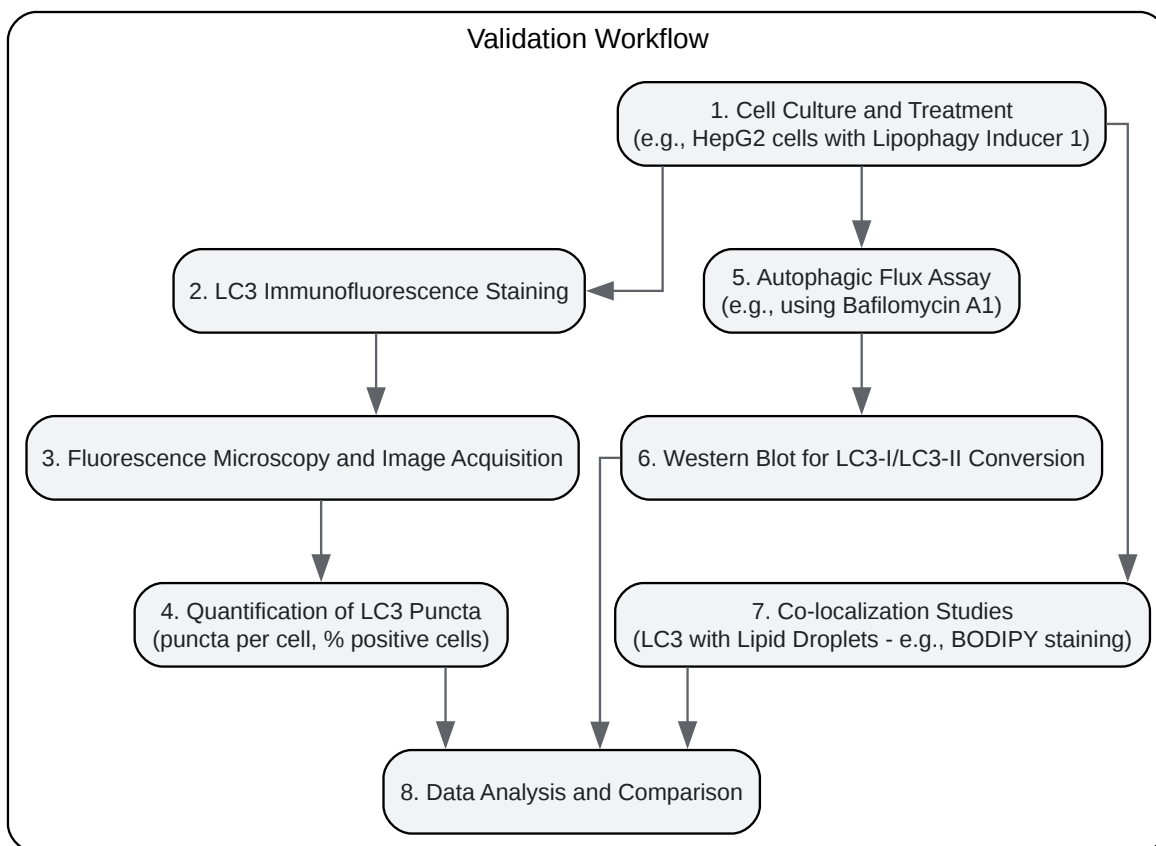 Validation Workflow
1. Cell Culture and Treatment
(e.g., HepG2 cells with Lipophagy Inducer 1)
2. LC3 Immunofluorescence Staining
5. Autophagic Flux Assay
(e.g., using Bafilomycin A1)
3. Fluorescence Microscopy and Image Acquisition
6. Western Blot for LC3-I/LC3-II Conversion
4. Quantification of LC3 Puncta
(puncta per cell, % positive cells)
7. Co-localization Studies
(LC3 with Lipid Droplets - e.g., BODIPY staining)
8. Data Analysis and Comparison